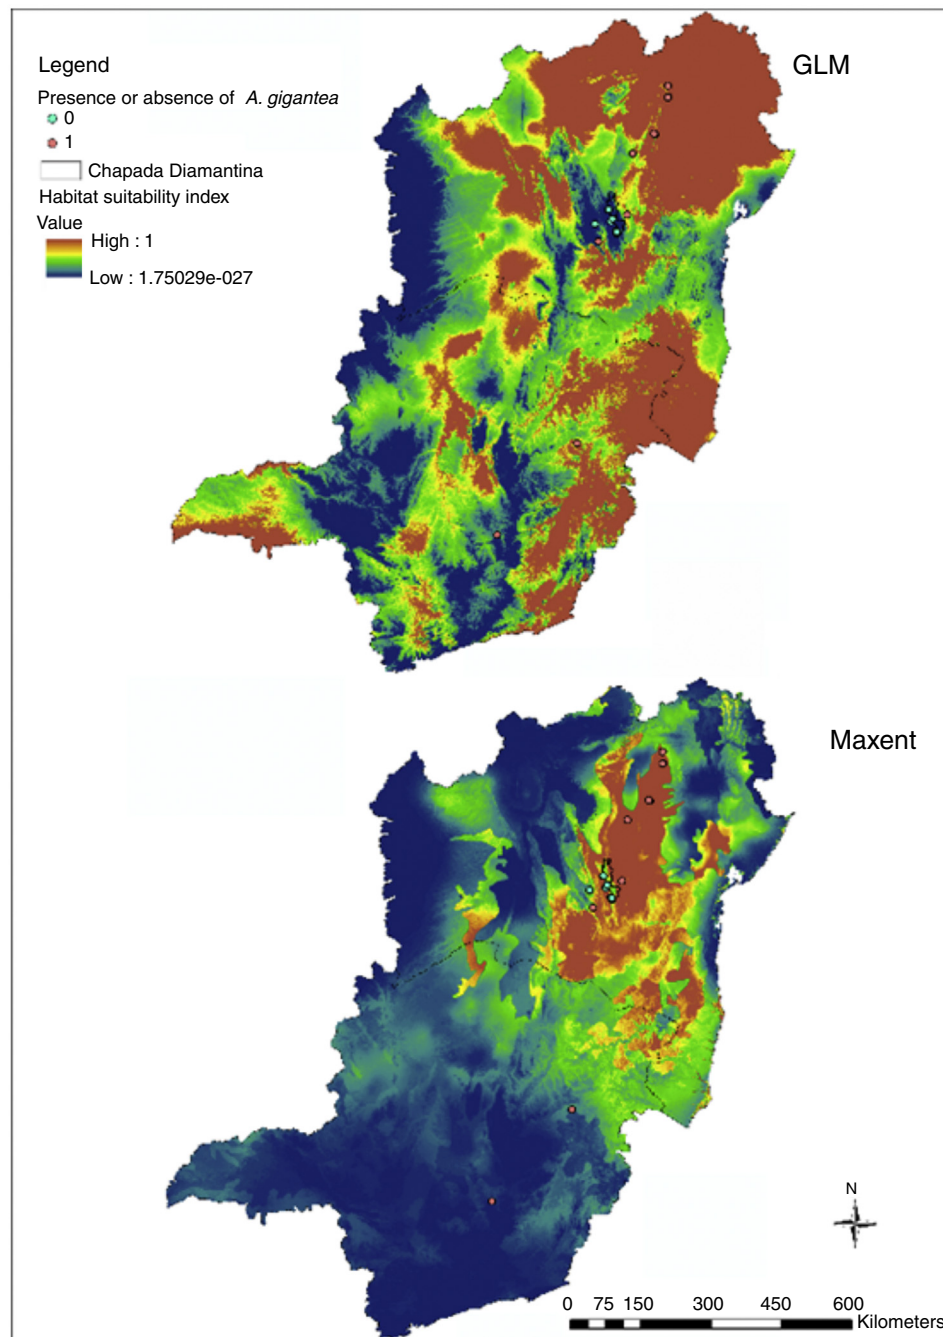 GLM
Legend
Presence or absence of A. gigantea
0
1
Chapada Diamantina
Habitat suitability index
Value
High : 1
Low : 1.75029e-027
Maxent
N
0 75 150 300 450 600
Kilometers